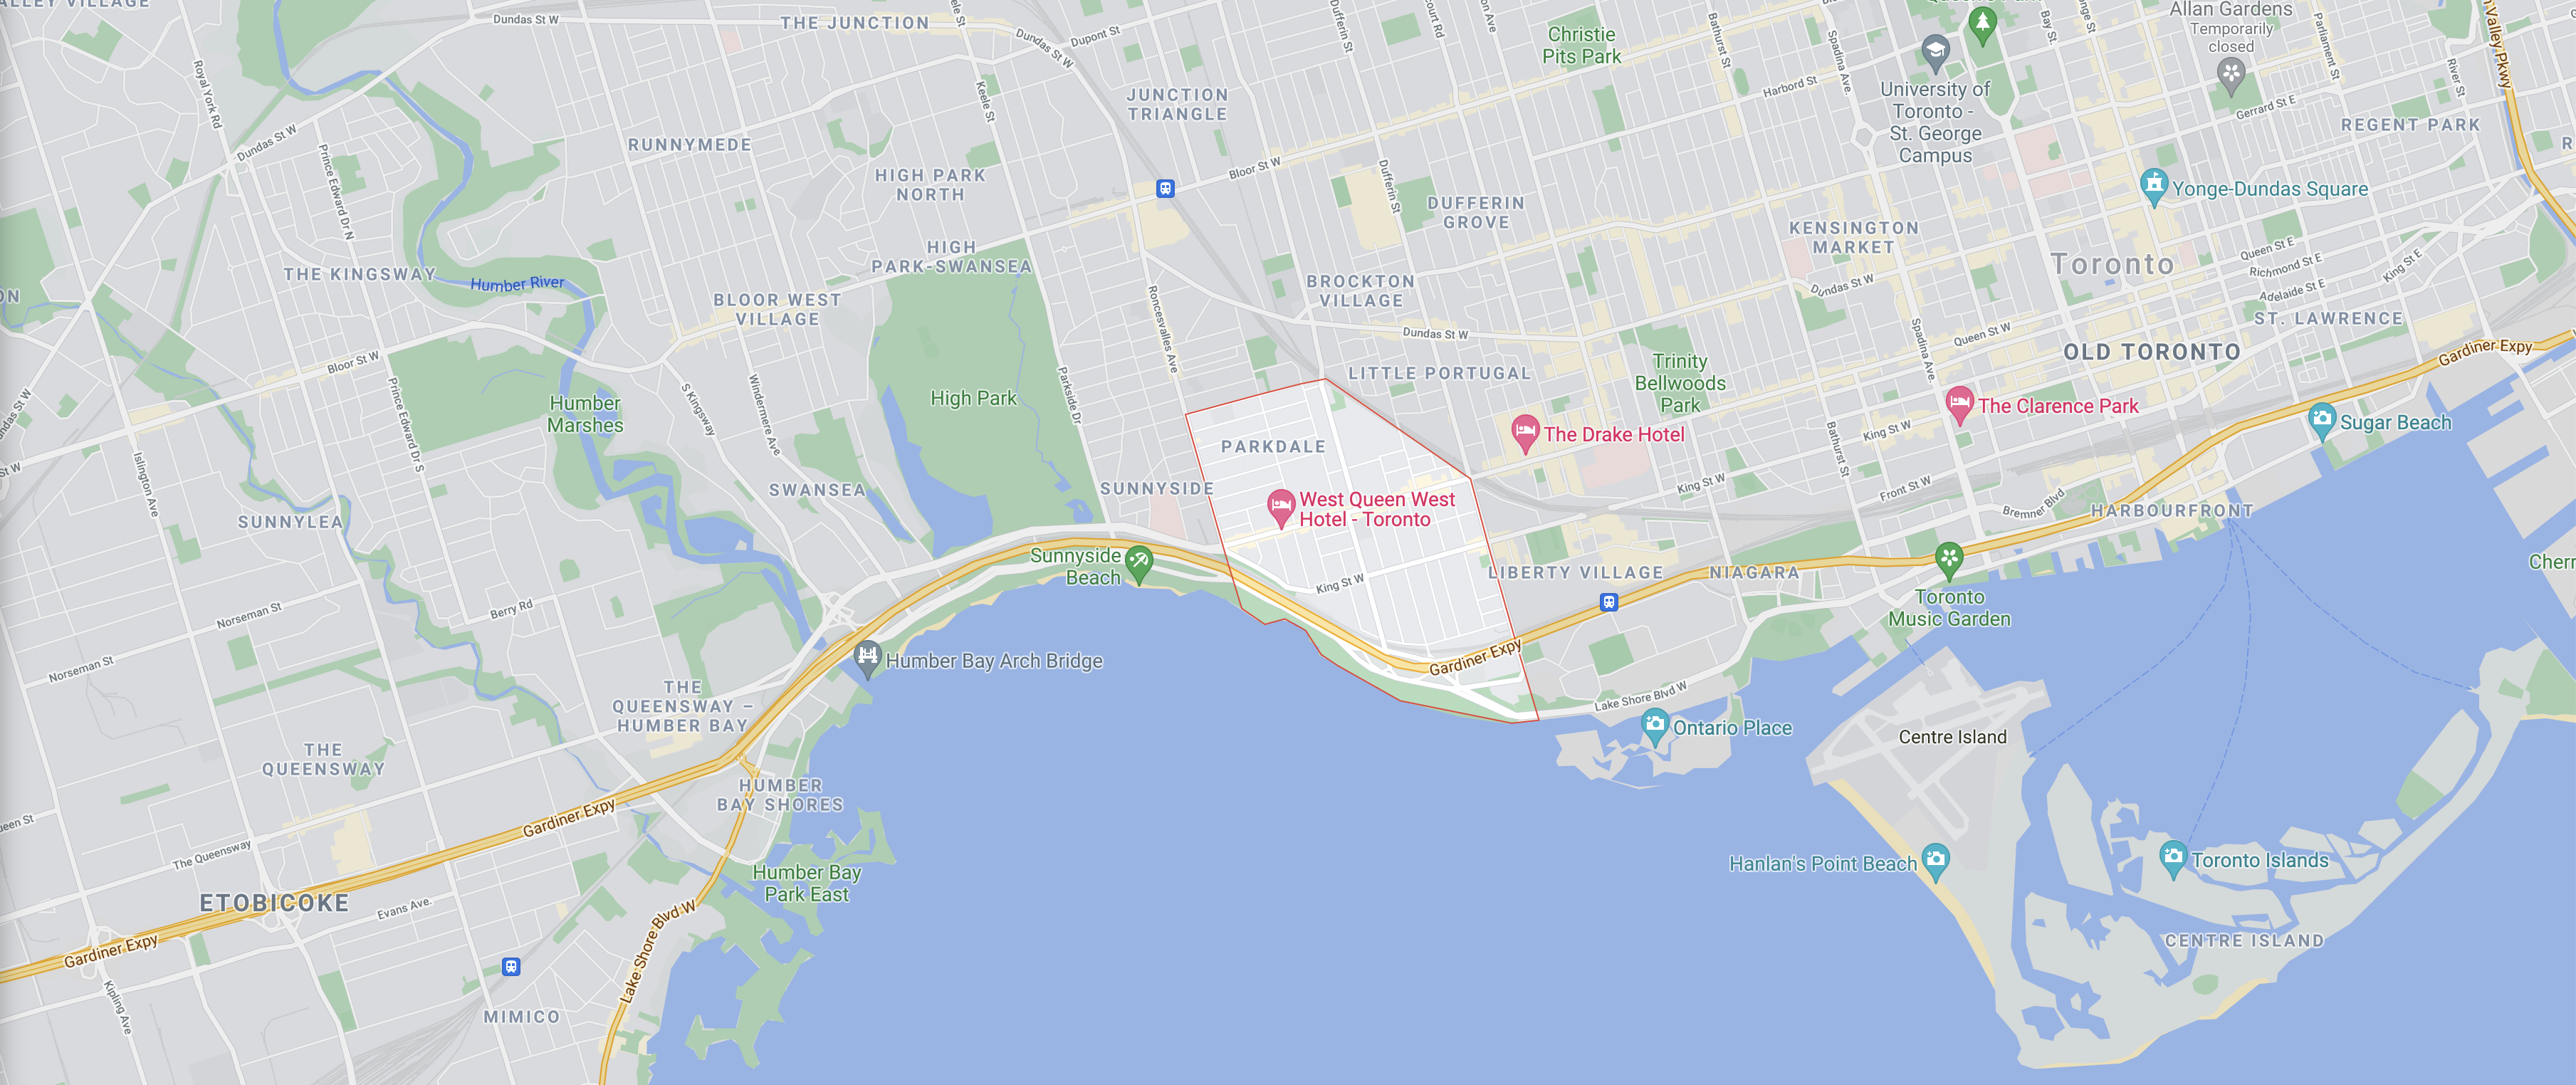 ALLEY VILLAGE
Dundas St W
THE JUNCTION
Dundas St W
Dupont St
Keele St
Christie
Pits Park
Dufferin St
Bathurst St
Spadina Ave.
Harbord St
University of
Toronto -
St. George
Campus
Bay St.
Allan Gardens
Temporarily
closed
Parliament St
River St
Gerrard St E
REGENT PARK
Royal York Rd
Dundas St W
Prince Edward Dr N
RUNNYMEDE
JUNCTION
TRIANGLE
HIGH PARK
NORTH
Bloor St W
Dufferin St
DUFFERIN
GROVE
KENSINGTON
MARKET
Yonge-Dundas Square
Toronto
Queen St E
Richmond St E
Adelaide St E
King St E
THE KINGSWAY
Humber River
HIGH
PARK-SWANSEA
BLOOR WEST
VILLAGE
BROCKTON
VILLAGE
Dundas St W
Dundas St W
Spadina Ave.
Queen St W
ST. LAWRENCE
OLD TORONTO
Gardiner Expy
Bloor St W
Prince Edward Dr S
Humber
Marshes
S Kingsway
Windermere Ave
High Park
Parkside Dr
Roncesvalles Ave
LITTLE PORTUGAL
Trinity
Bellwoods
Park
The Clarence Park
Sugar Beach
The Drake Hotel
PARKDALE
King St W
Bathurst St
Islington Ave
SWANSEA
SUNNYSIDE
West Queen West
Hotel - Toronto
King St W
Front St W
Bremner Blvd
HARBOURFRONT
SUNNYLEA
Sunnyside
Beach
King St W
LIBERTY VILLAGE
NIAGARA
Toronto
Music Garden
Cherr
Norseman St
Berry Rd
Norseman St
Humber Bay Arch Bridge
Gardiner Expy
Lake Shore Blvd W
Ontario Place
Centre Island
THE
QUEENSWAY –
HUMBER BAY
THE
QUEENSWAY
HUMBER
BAY SHORES
Gardiner Expy
The Queensway
Humber Bay
Park East
Hanlan's Point Beach
Toronto Islands
ETOBICOKE
Evans Ave.
Gardiner Expy
Lake Shore Blvd W
Kipling Ave
MIMICO
CENTRE ISLAND